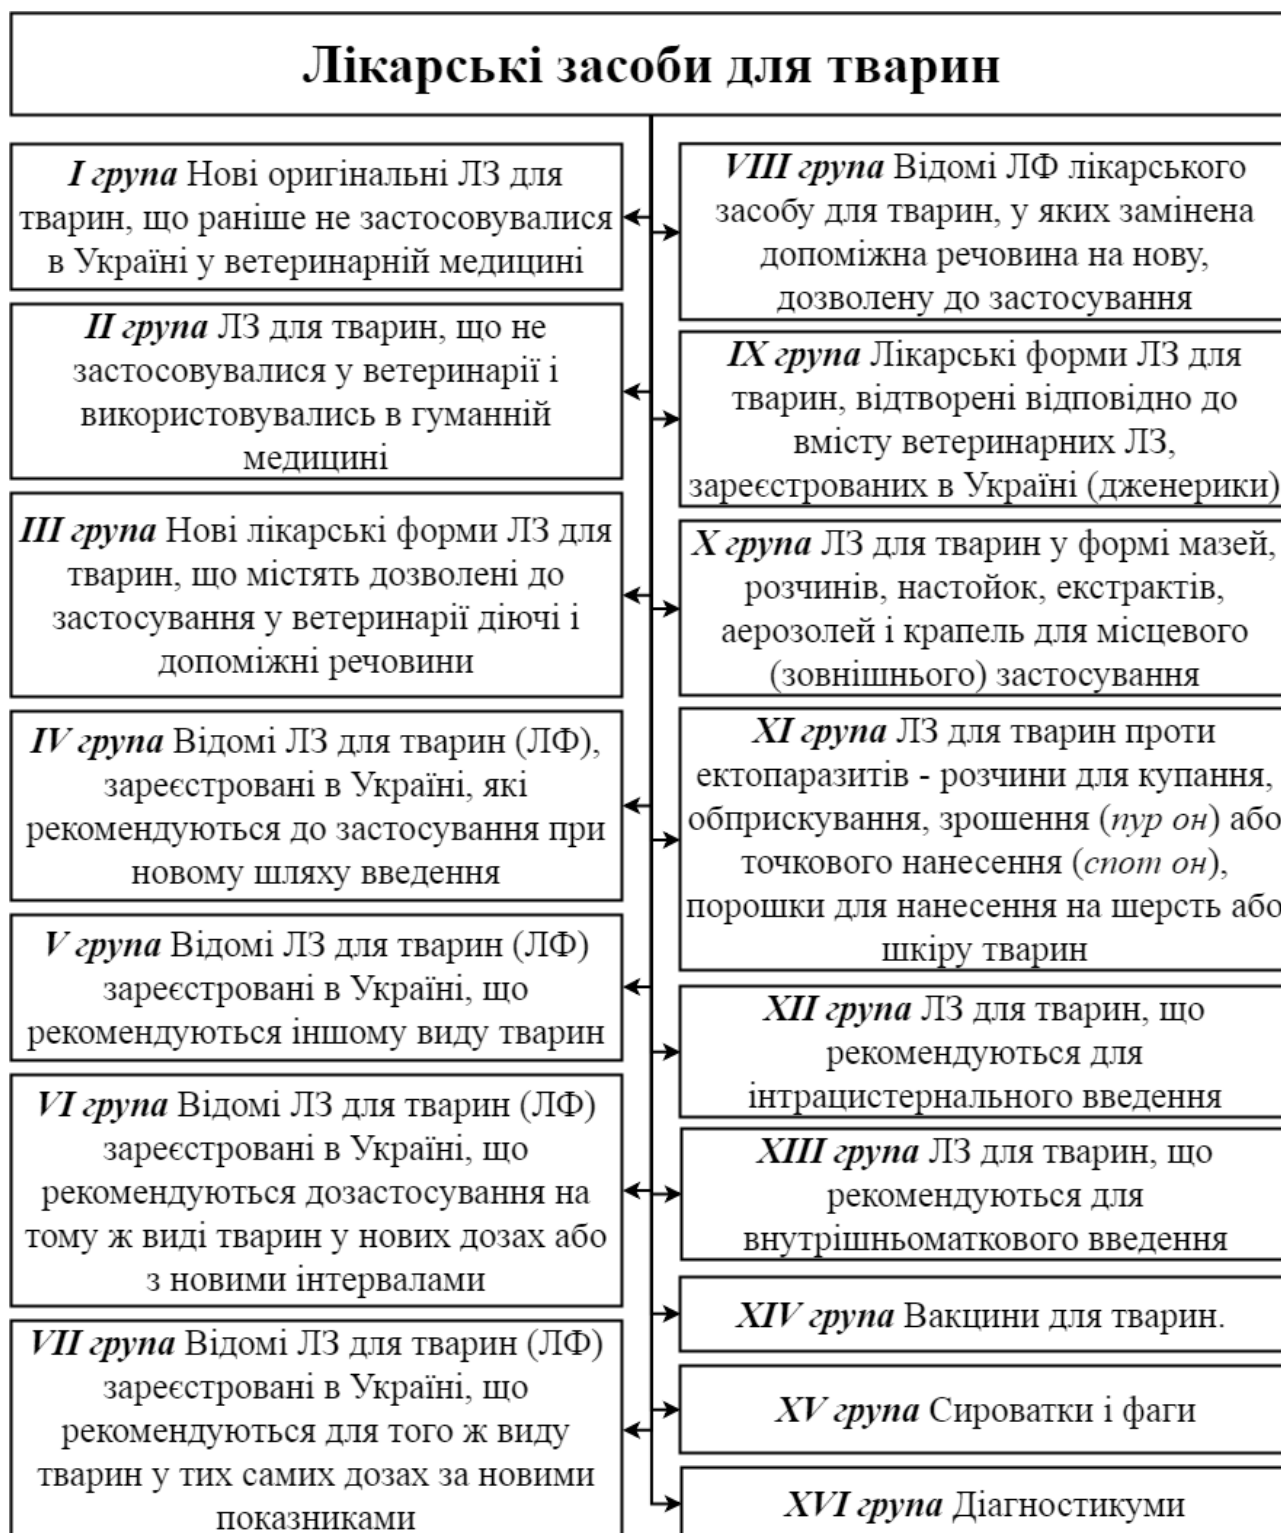 Лікарські засоби для тварин
I група Нові оригінальні ЛЗ для
тварин, що раніше не застосовувалися
в Україні у ветеринарній медицині
II група ЛЗ для тварин, що не
застосовувалися у ветеринарії і
використовувались в гуманній
медицині
III група Нові лікарські форми ЛЗ для
тварин, що містять дозволені до
застосування у ветеринарії діючі і
допоміжні речовини
IV група Відомі ЛЗ для тварин (ЛФ),
зареєстровані в Україні, які
рекомендуються до застосування при
новому шляху введення
V група Відомі ЛЗ для тварин (ЛФ)
зареєстровані в Україні, що
рекомендуються іншому виду тварин
VI група Відомі ЛЗ для тварин (ЛФ)
зареєстровані в Україні, що
рекомендуються дозастосування на
тому ж виді тварин у нових дозах або
з новими інтервалами
VII група Відомі ЛЗ для тварин (ЛФ)
зареєстровані в Україні, що
рекомендуються для того ж виду
тварин у тих самих дозах за новими
показниками
VIII група Відомі ЛФ лікарського
засобу для тварин, у яких замінена
допоміжна речовина на нову,
дозволену до застосування
IX група Лікарські форми ЛЗ для
тварин, відтворені відповідно до
вмісту ветеринарних ЛЗ,
зареєстрованих в Україні (дженерики)
X група ЛЗ для тварин у формі мазей,
розчинів, настойок, екстрактів,
аерозолей і крапель для місцевого
(зовнішнього) застосування
XI група ЛЗ для тварин проти
ектопаразитів - розчини для купання,
обприскування, зрошення (пур он) або
точкового нанесення (спот он),
порошки для нанесення на шерсть або
шкіру тварин
XII група ЛЗ для тварин, що
рекомендуються для
інтрацистернального введення
XIII група ЛЗ для тварин, що
рекомендуються для
внутрішньоматкового введення
XIV група Вакцини для тварин.
XV група Сироватки і фаги
XVI група Діагностикуми